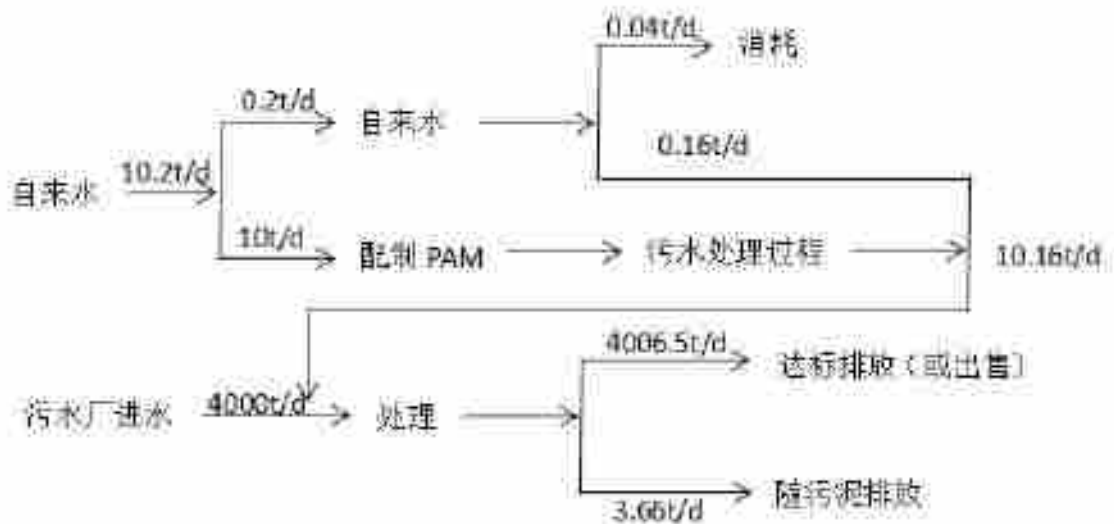 0.04t/d 消耗
0.2t/d 自来水
0.16t/d
自来水 10.2t/d
10t/d 配制 PAM 污水处理过程 10.16t/d
4006.5t/d 达标排放（或出售）
污水厂进水 4000t/d 处理
随污泥排放
3.66t/d